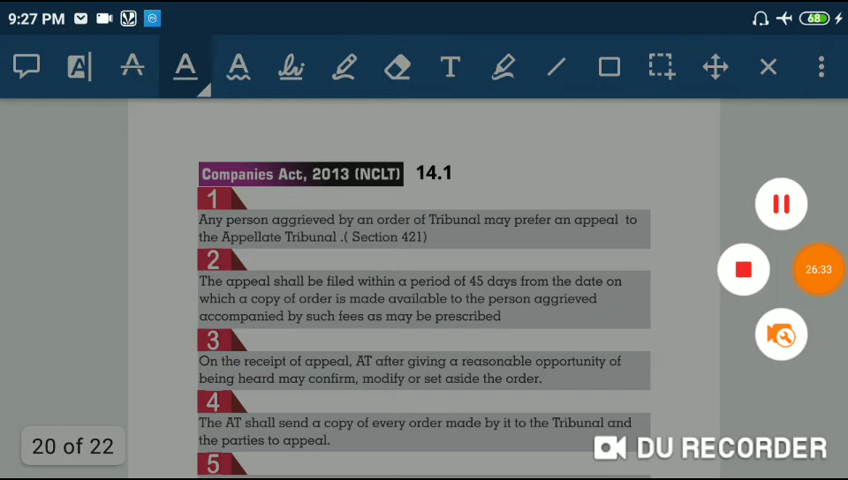 9:27 PM
68
A
A
A
A
T
Companies Act, 2013 (NCLT) 14.1
1
Any person aggrieved by an order of Tribunal may prefer an appeal to
the Appellate Tribunal .( Section 421)
2
The appeal shall be filed within a period of 45 days from the date on
which a copy of order is made available to the person aggrieved
accompanied by such fees as may be prescribed
3
On the receipt of appeal, AT after giving a reasonable opportunity of
being heard may confirm, modify or set aside the order.
4
The AT shall send a copy of every order made by it to the Tribunal and
the parties to appeal.
5
26:33
20 of 22
DU RECORDER